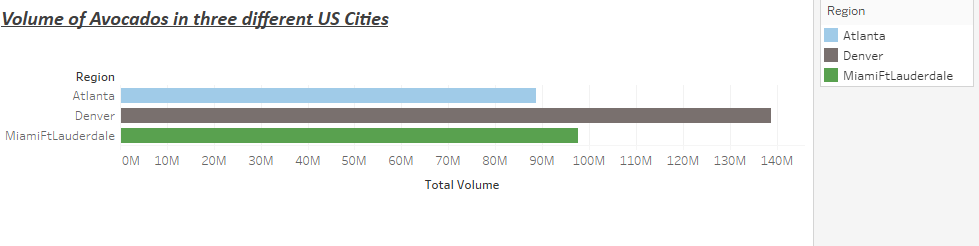 Volume of Avocados in three different US Cities
Region
Atlanta
Denver
MiamiFtLauderdale
0M 10M 20M 30M 40M 50M 60M 70M 80M 90M 100M 110M 120M 130M 140M
Total Volume
Region
Atlanta
Denver
MiamiFtLauderdale